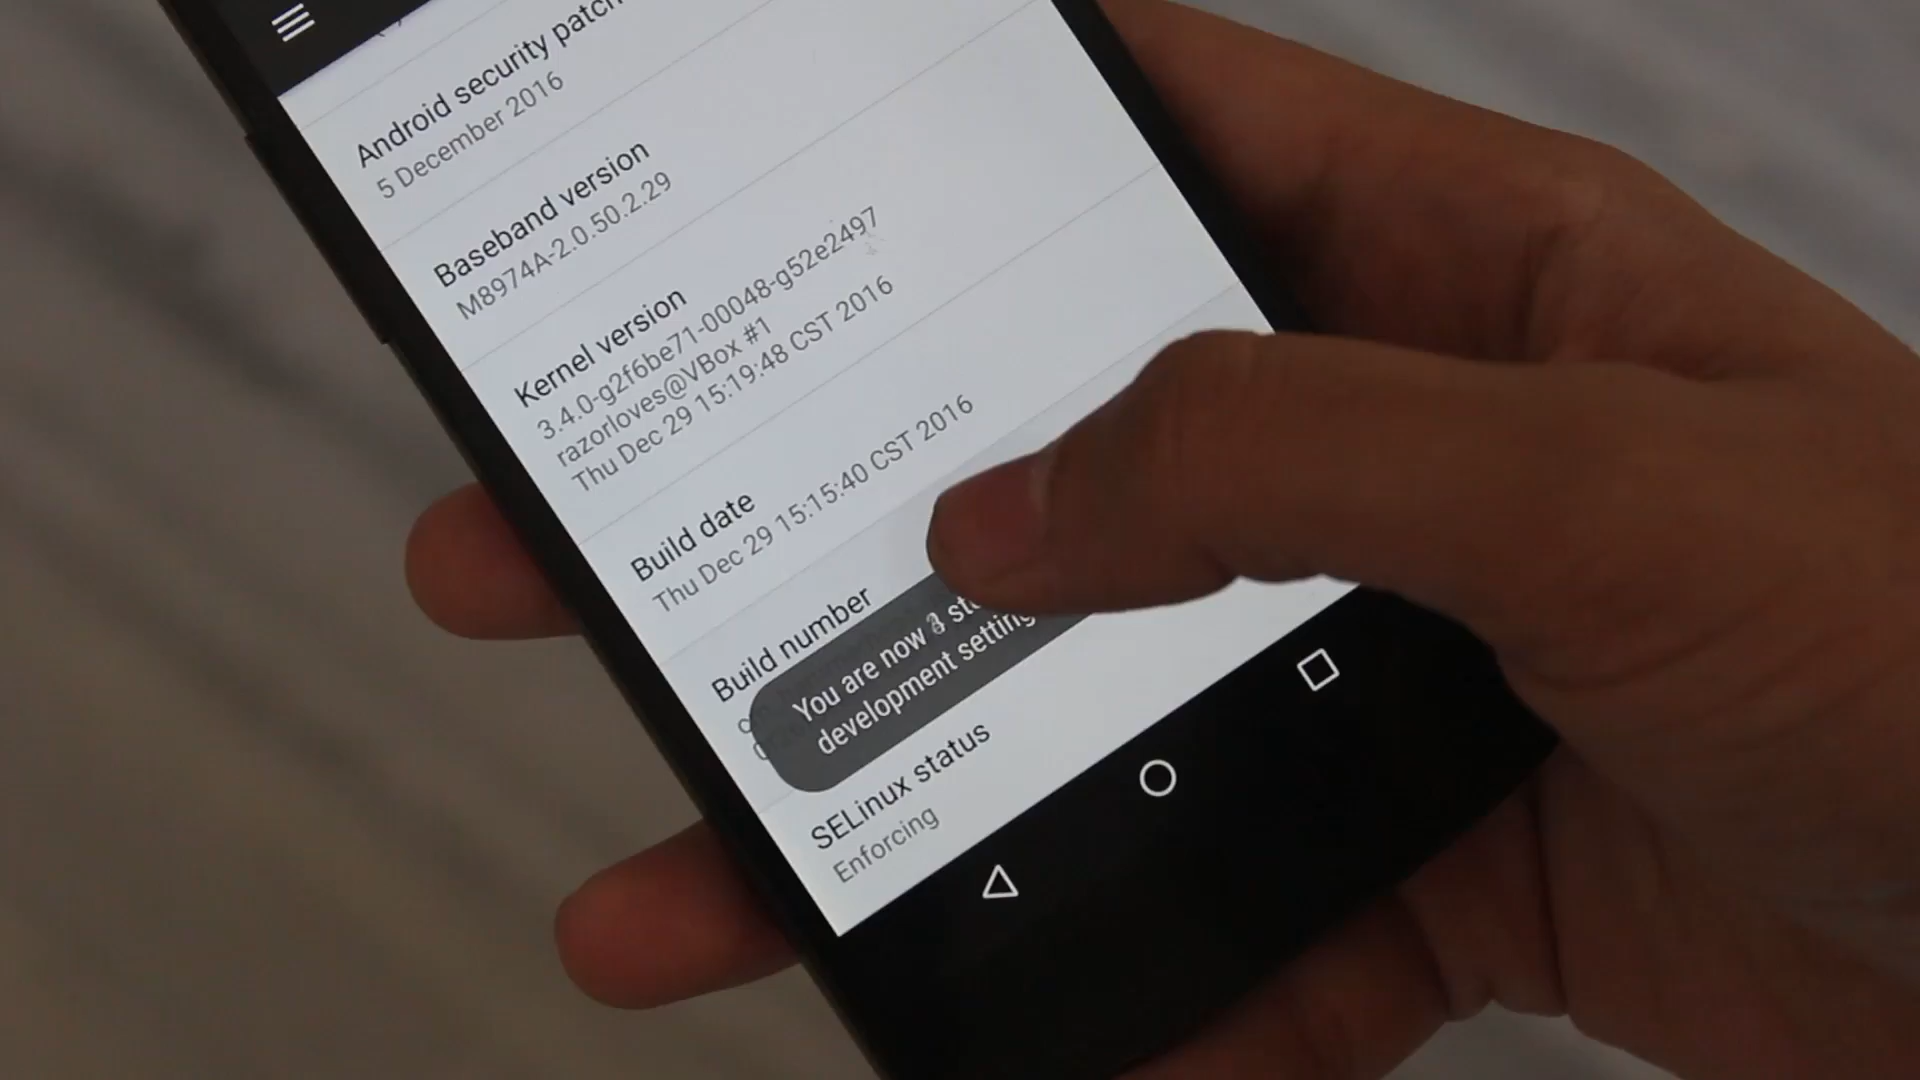 Android security patch
5 December 2016
Baseband version
M8974A-2.0.50.2.29
Kernel version
3.4.0-g2f6be71-00048-g52e2497
razorloves@VBox #1
Thu Dec 29 15:19:48 CST 2016
Build date
Thu Dec 29 15:15:40 CST 2016
Build number
You are now
development setting
SELinux status
Enforcing